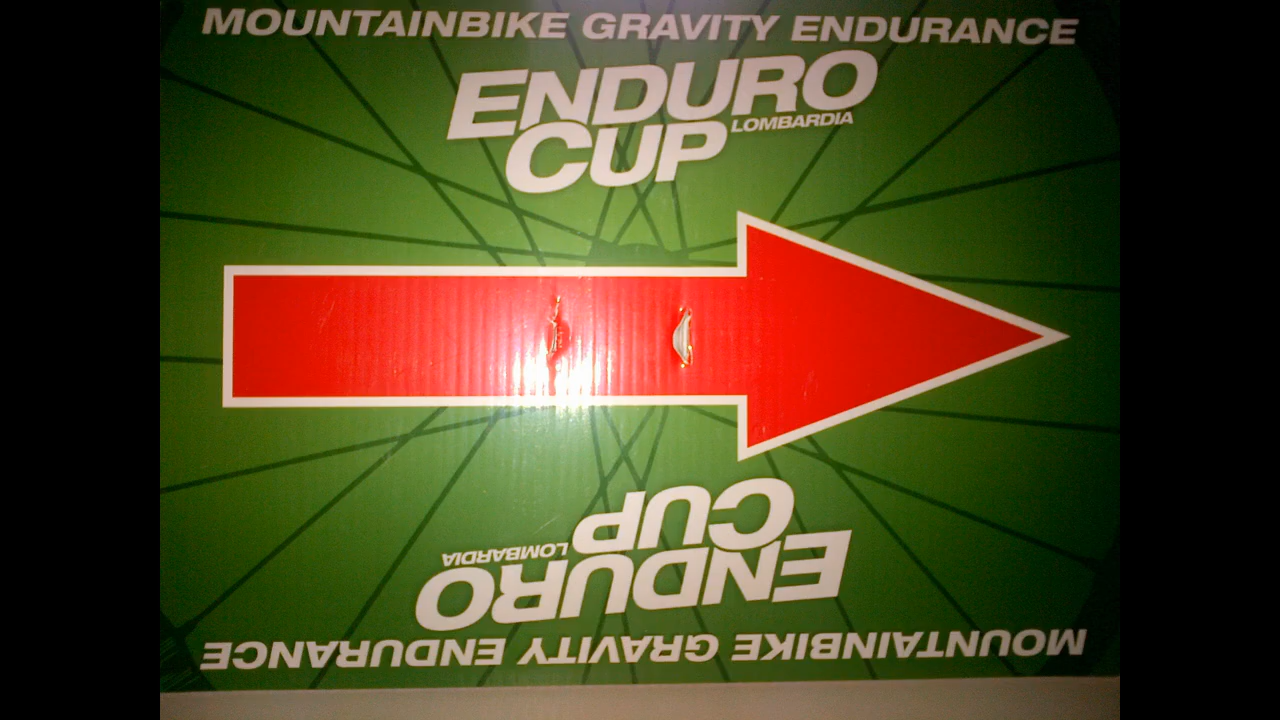 MOUNTAINBIKE GRAVITY ENDURANCE
ENDURO
CUP LOMBARDIA
CUP
LOMBARDIA
ENDURO
MOUNTAINBIKE GRAVITY ENDURANCE